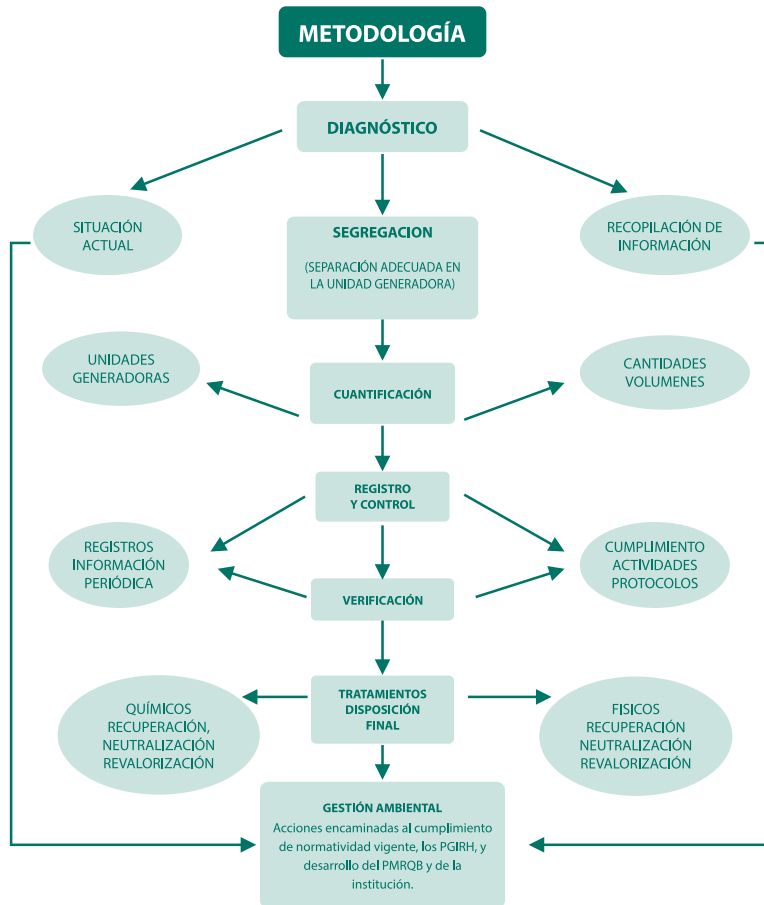 METODOLOGÍA
DIAGNÓSTICO
SITUACIÓN
ACTUAL
SEGREGACION
(SEPARACIÓN ADECUADA EN
LA UNIDAD GENERADORA)
RECOPILACIÓN DE
INFORMACIÓN
UNIDADES
GENERADORAS
CUANTIFICACIÓN
CANTIDADES
VOLUMENES
REGISTRO
Y CONTROL
REGISTROS
INFORMACIÓN
PERIÓDICA
CUMPLIMIENTO
ACTIVIDADES
PROTOCOLOS
VERIFICACIÓN
QUÍMICOS
RECUPERACIÓN,
NEUTRALIZACIÓN
REVALORIZACIÓN
TRATAMIENTOS
DISPOSICIÓN
FINAL
FISICOS
RECUPERACIÓN
NEUTRALIZACIÓN
REVALORIZACIÓN
GESTIÓN AMBIENTAL
Acciones encaminadas al cumplimiento
de normatividad vigente, los PGIRH, y
desarrollo del PMRQB y de la
institución.